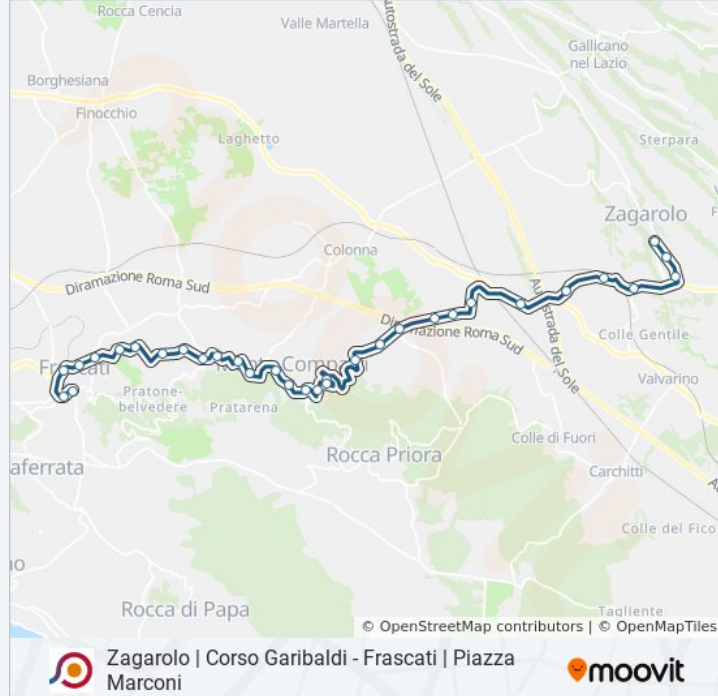 Rocca Cencia
Valle Martella
Autostrada del Sole
Gallicano
nel Lazio
Borghesiana
Finocchio
Laghetto
Sterpara
Zagarolo
Colonna
Diramazione Roma Sud
Diramazione Roma Sud
Autostrada del Sole
Colle Gentile
Frascati
Valvarino
Pratone-
belvedere
Pratarena
Colle di Fuori
Rocca Priora
Carchitti
aferrata
Colle del Fico
no
Rocca di Papa
Tagliente
© OpenStreetMap contributors | © OpenMapTiles
Zagarolo | Corso Garibaldi - Frascati | Piazza
Marconi
moovit